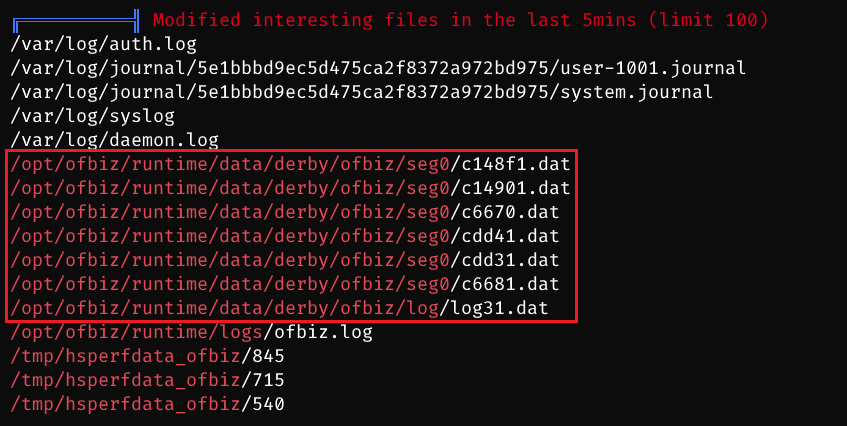 Modified interesting files in the last 5mins (limit 100)
/var/log/auth.log
/var/log/journal/5e1bbbd9ec5d475ca2f8372a972bd975/user-1001.journal
/var/log/journal/5e1bbbd9ec5d475ca2f8372a972bd975/system.journal
/var/log/syslog
/var/log/daemon.log
/opt/ofbiz/runtime/data/derby/ofbiz/seg0/c148f1.dat
/opt/ofbiz/runtime/data/derby/ofbiz/seg0/c14901.dat
/opt/ofbiz/runtime/data/derby/ofbiz/seg0/c6670.dat
/opt/ofbiz/runtime/data/derby/ofbiz/seg0/cdd41.dat
/opt/ofbiz/runtime/data/derby/ofbiz/seg0/cdd31.dat
/opt/ofbiz/runtime/data/derby/ofbiz/seg0/c6681.dat
/opt/ofbiz/runtime/data/derby/ofbiz/log/log31.dat
/opt/ofbiz/runtime/logs/ofbiz.log
/tmp/hsperfdata_ofbiz/845
/tmp/hsperfdata_ofbiz/715
/tmp/hsperfdata_ofbiz/540